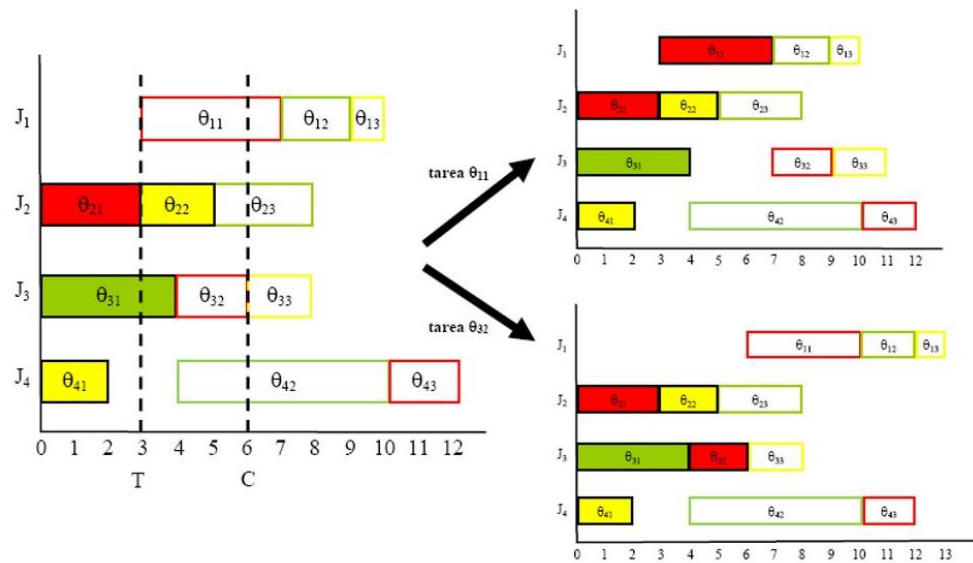 J₁ θ₁₁ θ₁₂ θ₁₃
J₂ θ₂₁ θ₂₂ θ₂₃
J₃ θ₃₁ θ₃₂ θ₃₃
J₄ θ₄₁ θ₄₂ θ₄₃
0 1 2 3 4 5 6 7 8 9 10 11 12
T C
tarea θ₁₁
tarea θ₃₂
J₁ θ₁₁ θ₁₂ θ₁₃
J₂ θ₂₁ θ₂₂ θ₂₃
J₃ θ₃₁ θ₃₂ θ₃₃
J₄ θ₄₁ θ₄₂ θ₄₃
0 1 2 3 4 5 6 7 8 9 10 11 12
J₁ θ₁₁ θ₁₂ θ₁₃
J₂ θ₂₁ θ₂₂ θ₂₃
J₃ θ₃₁ θ₃₂ θ₃₃
J₄ θ₄₁ θ₄₂ θ₄₃
0 1 2 3 4 5 6 7 8 9 10 11 12 13